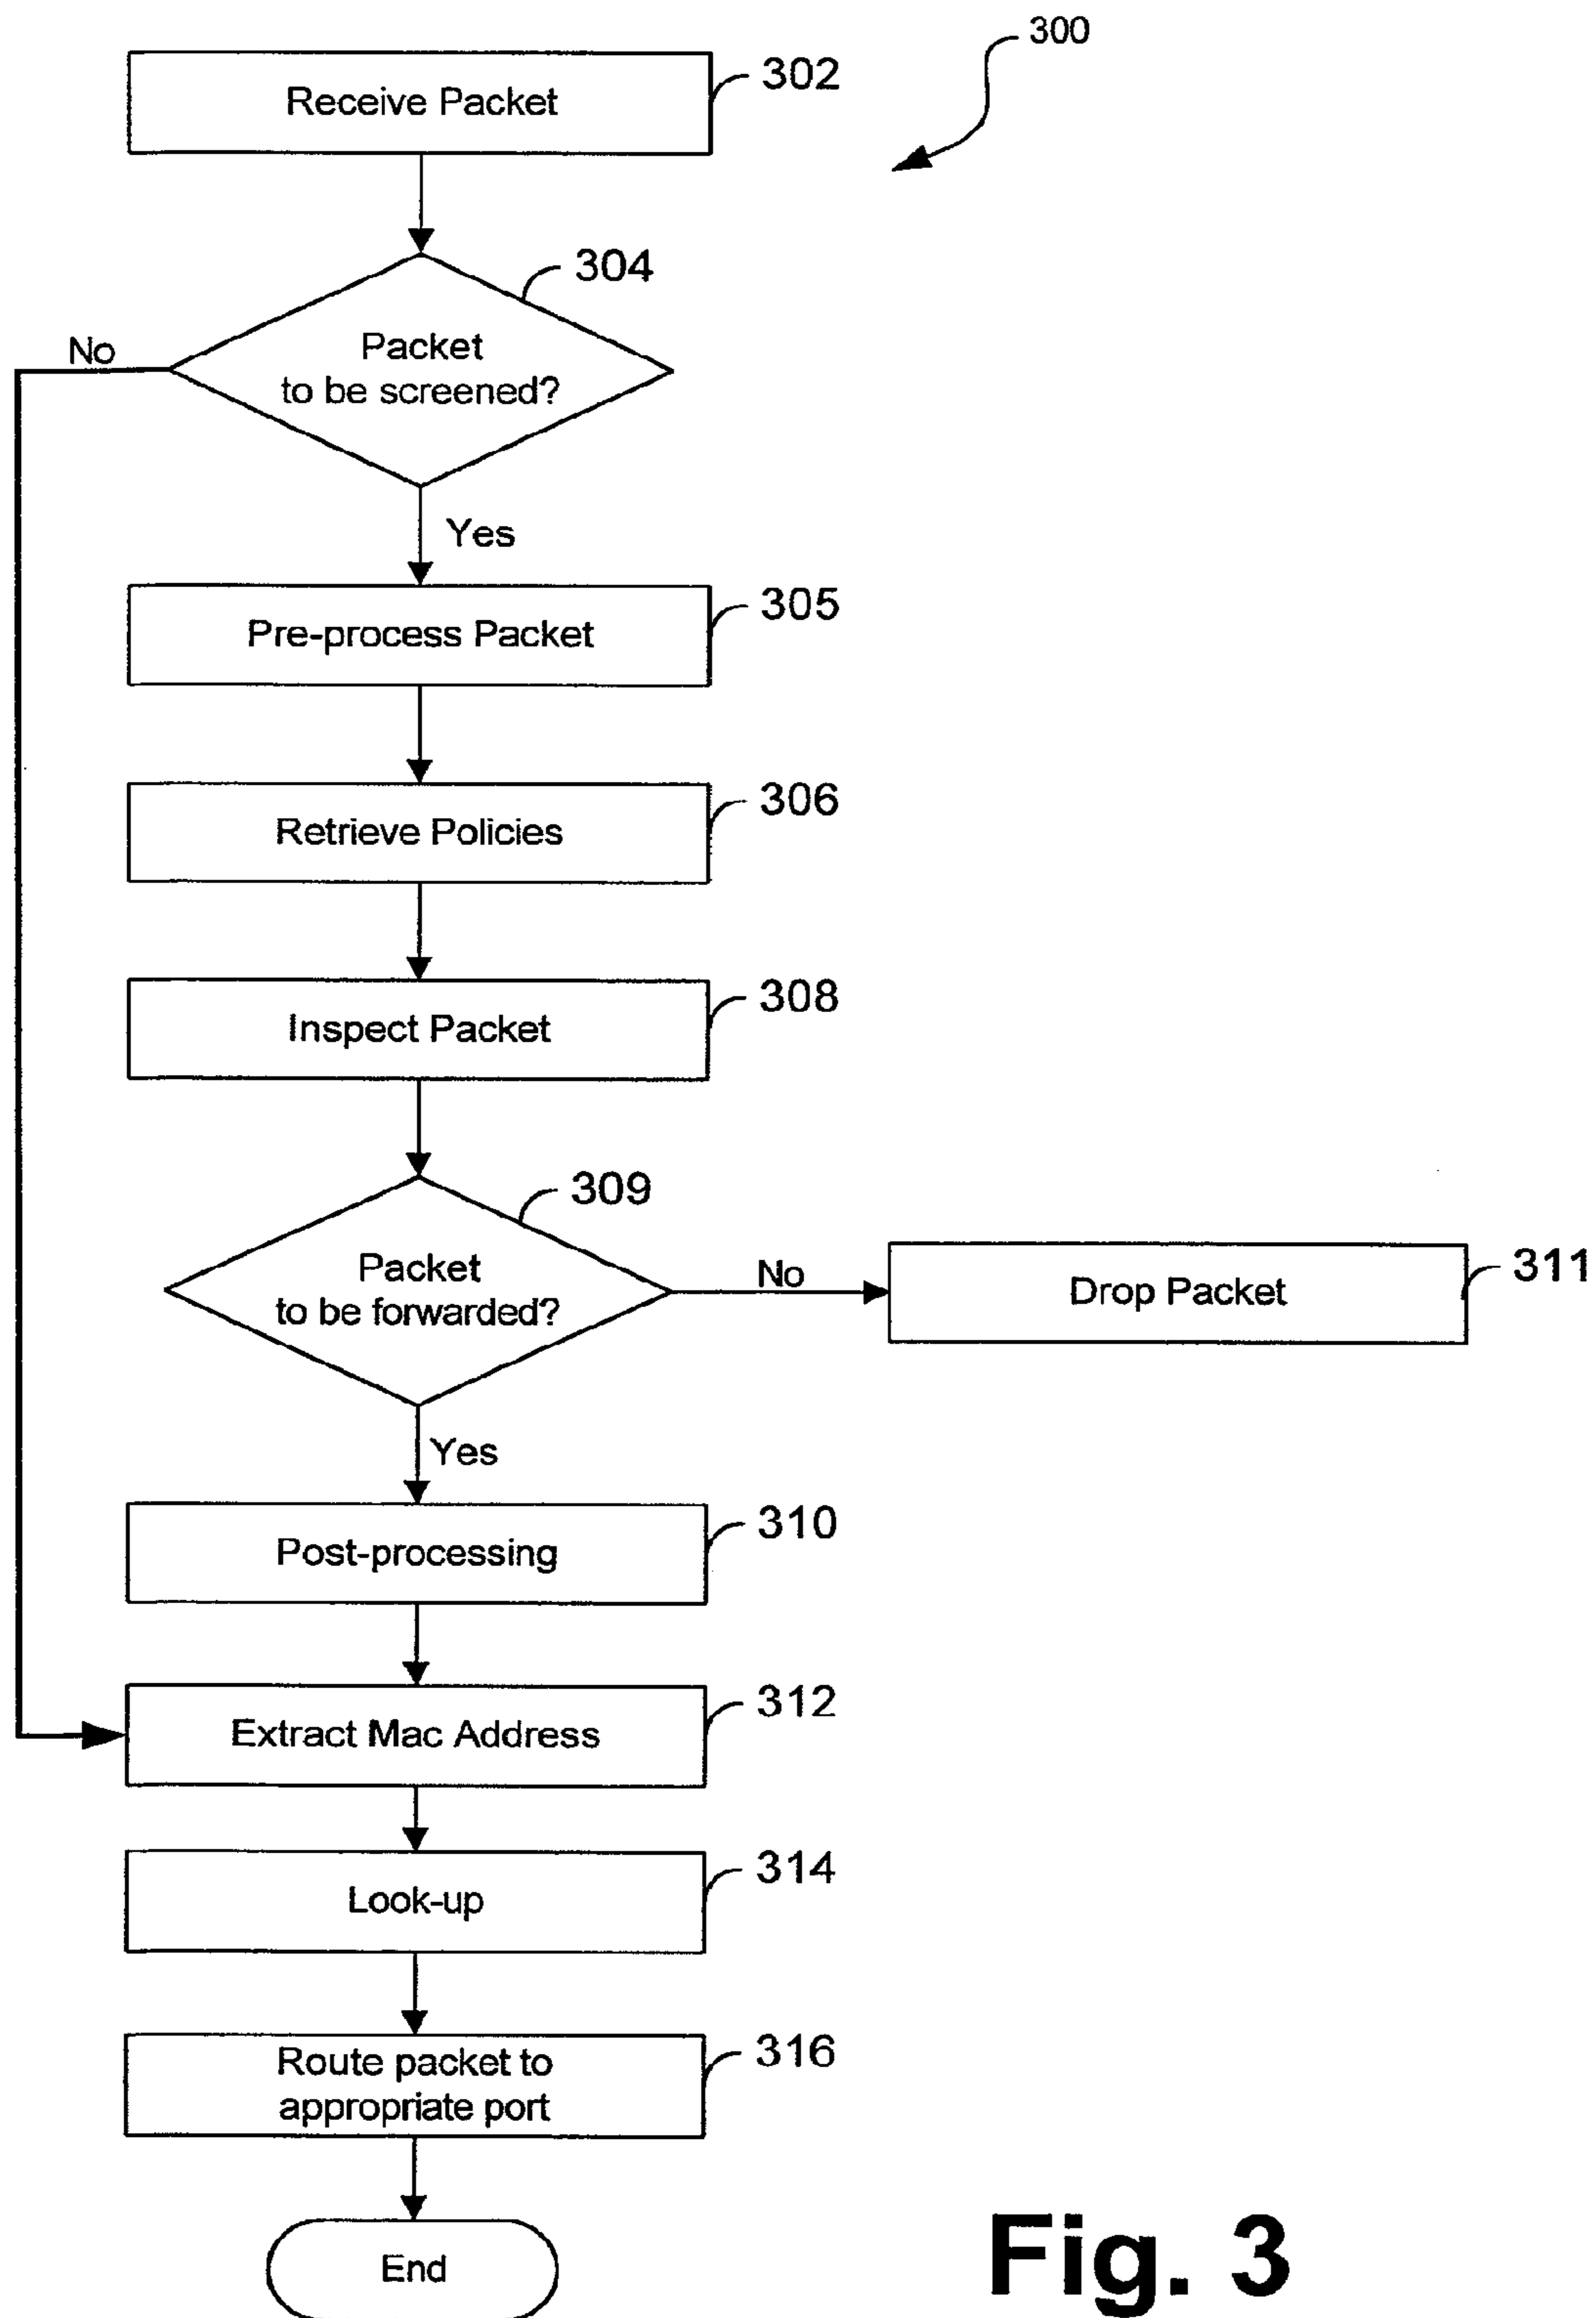 300
Receive Packet
302
304
Packet
to be screened?
No
Yes
Pre-process Packet
305
Retrieve Policies
306
Inspect Packet
308
309
Packet
to be forwarded?
No
Drop Packet
311
Yes
Post-processing
310
Extract Mac Address
312
Look-up
314
Route packet to
appropriate port
316
End
Fig. 3